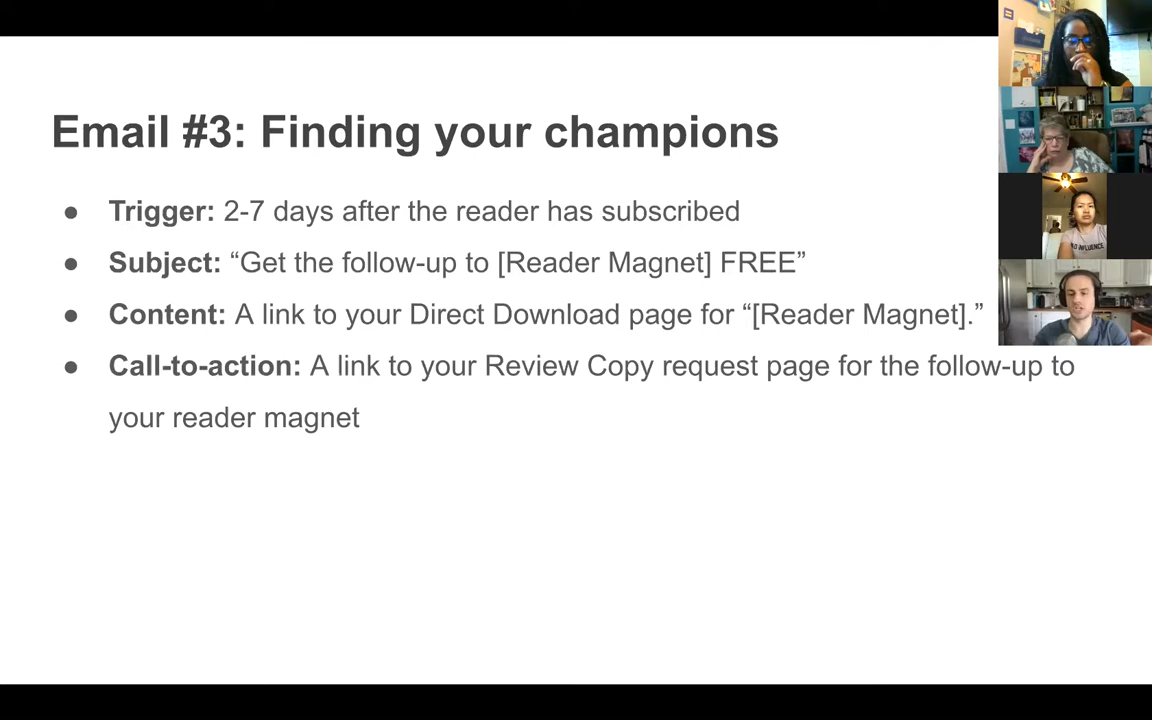 Email #3: Finding your champions
● Trigger: 2-7 days after the reader has subscribed
● Subject: “Get the follow-up to [Reader Magnet] FREE”
● Content: A link to your Direct Download page for “[Reader Magnet].”
● Call-to-action: A link to your Review Copy request page for the follow-up to
your reader magnet
INFLUENCE